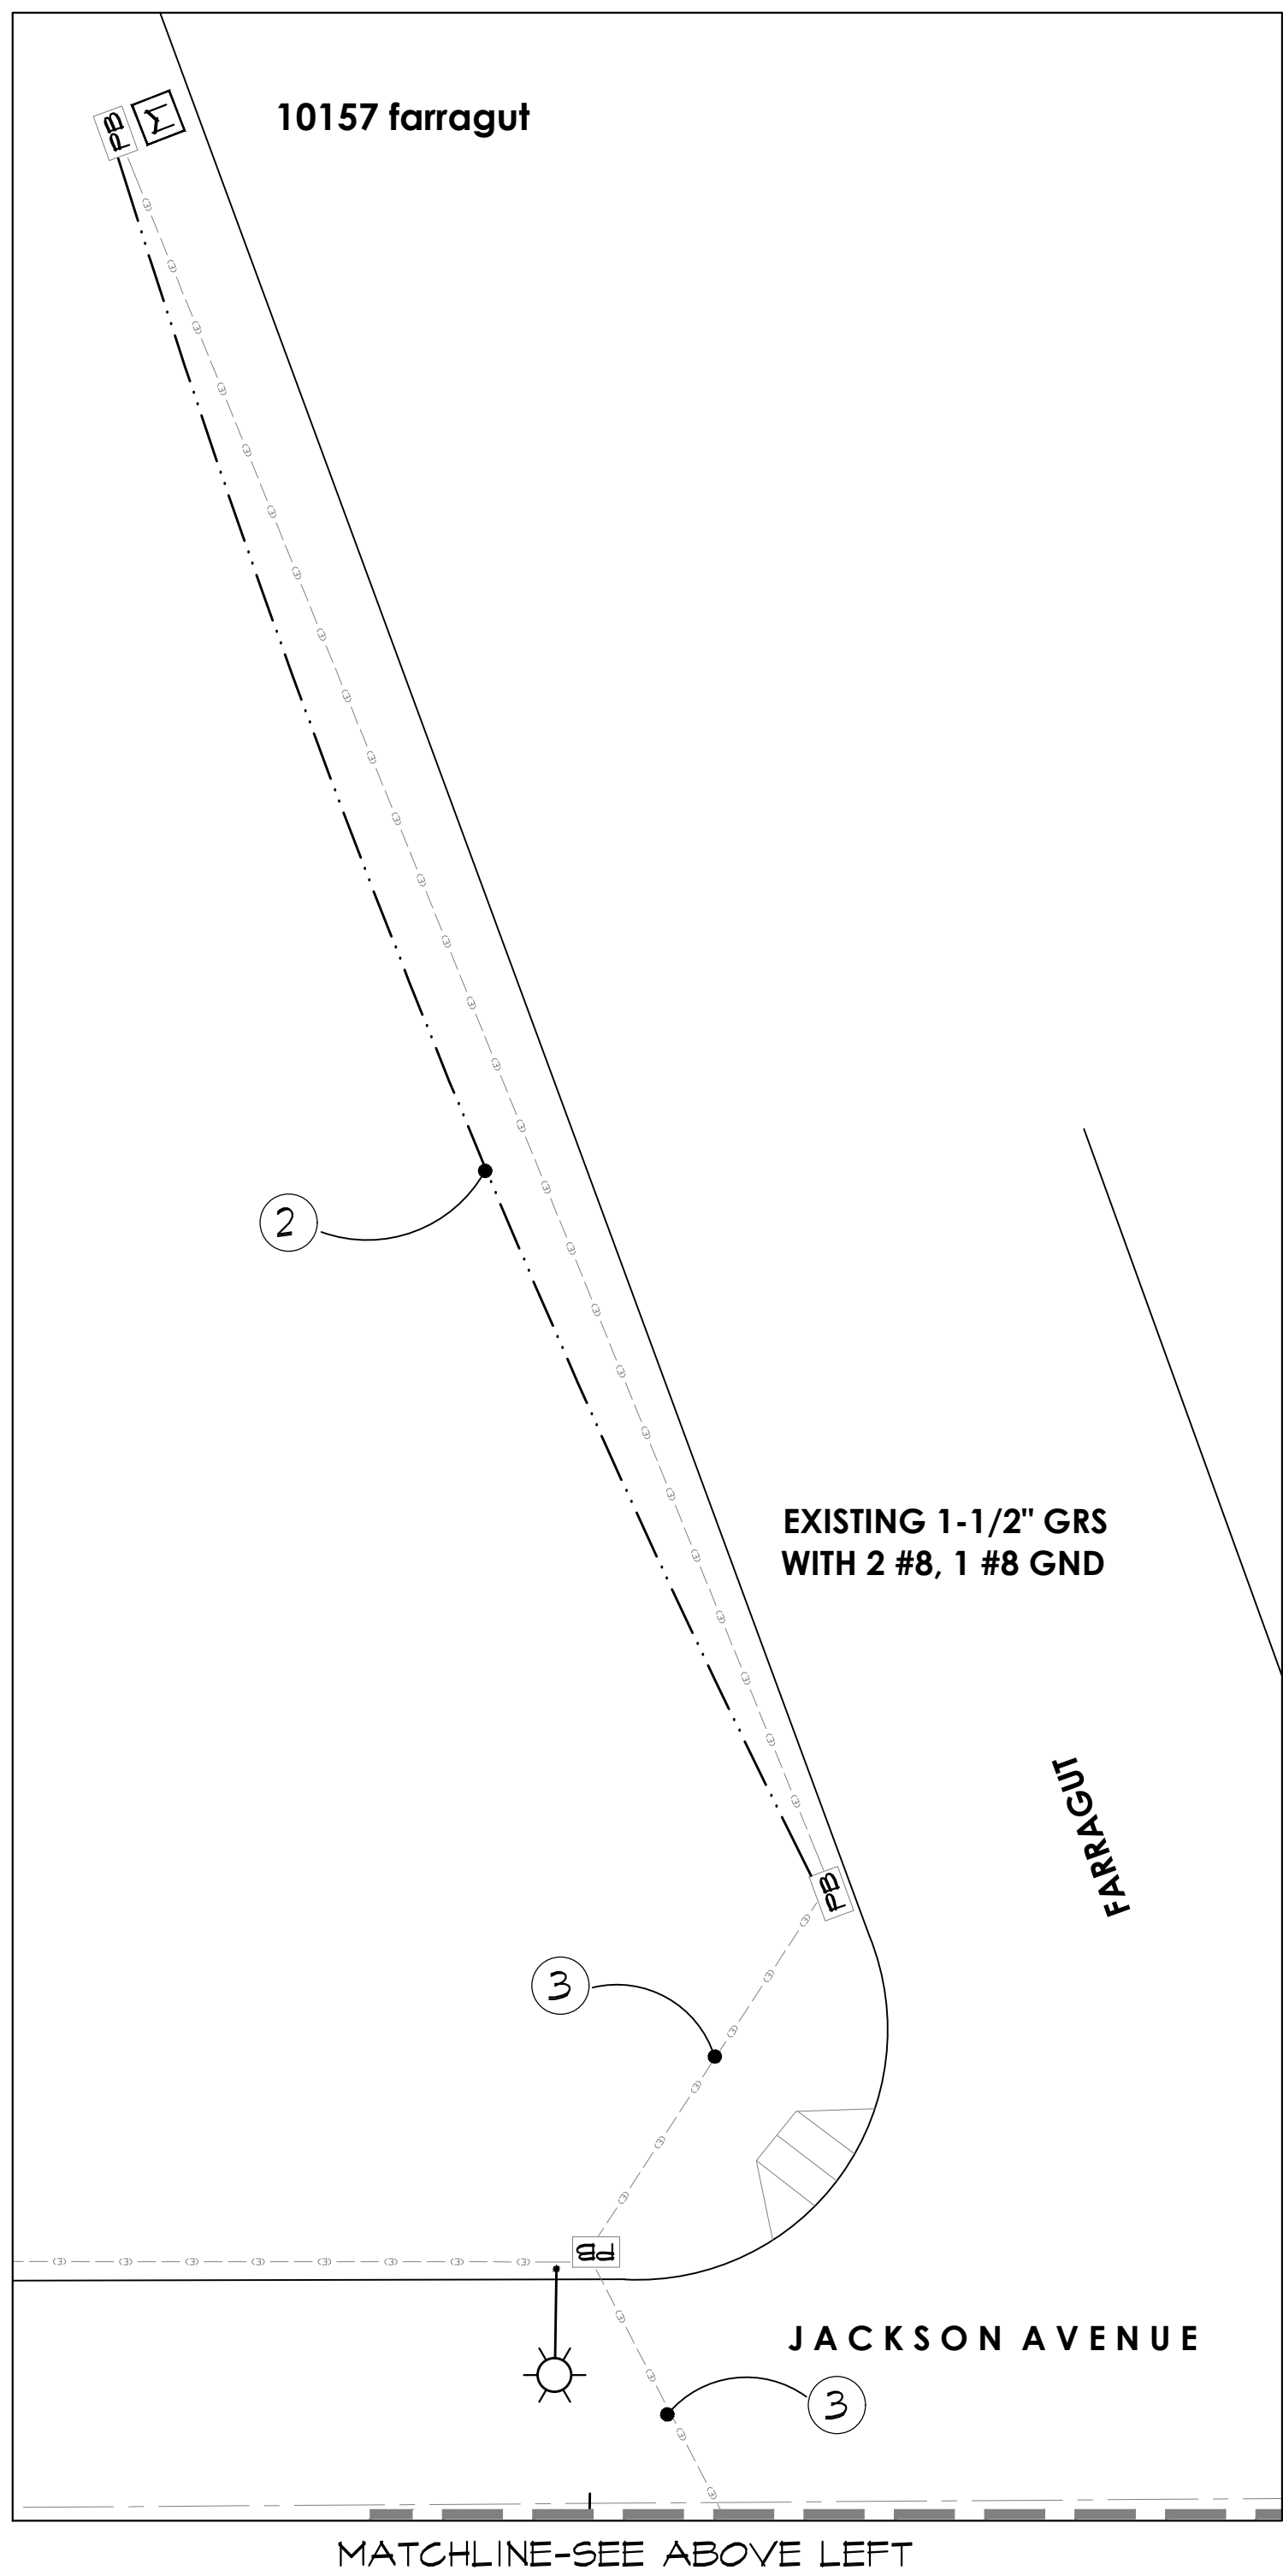 10157 farragut
PB
M
2
EXISTING 1-1/2" GRS
WITH 2 #8, 1 #8 GND
FARRAGUT
PB
3
PB
JACKSON AVENUE
3
MATCHLINE-SEE ABOVE LEFT